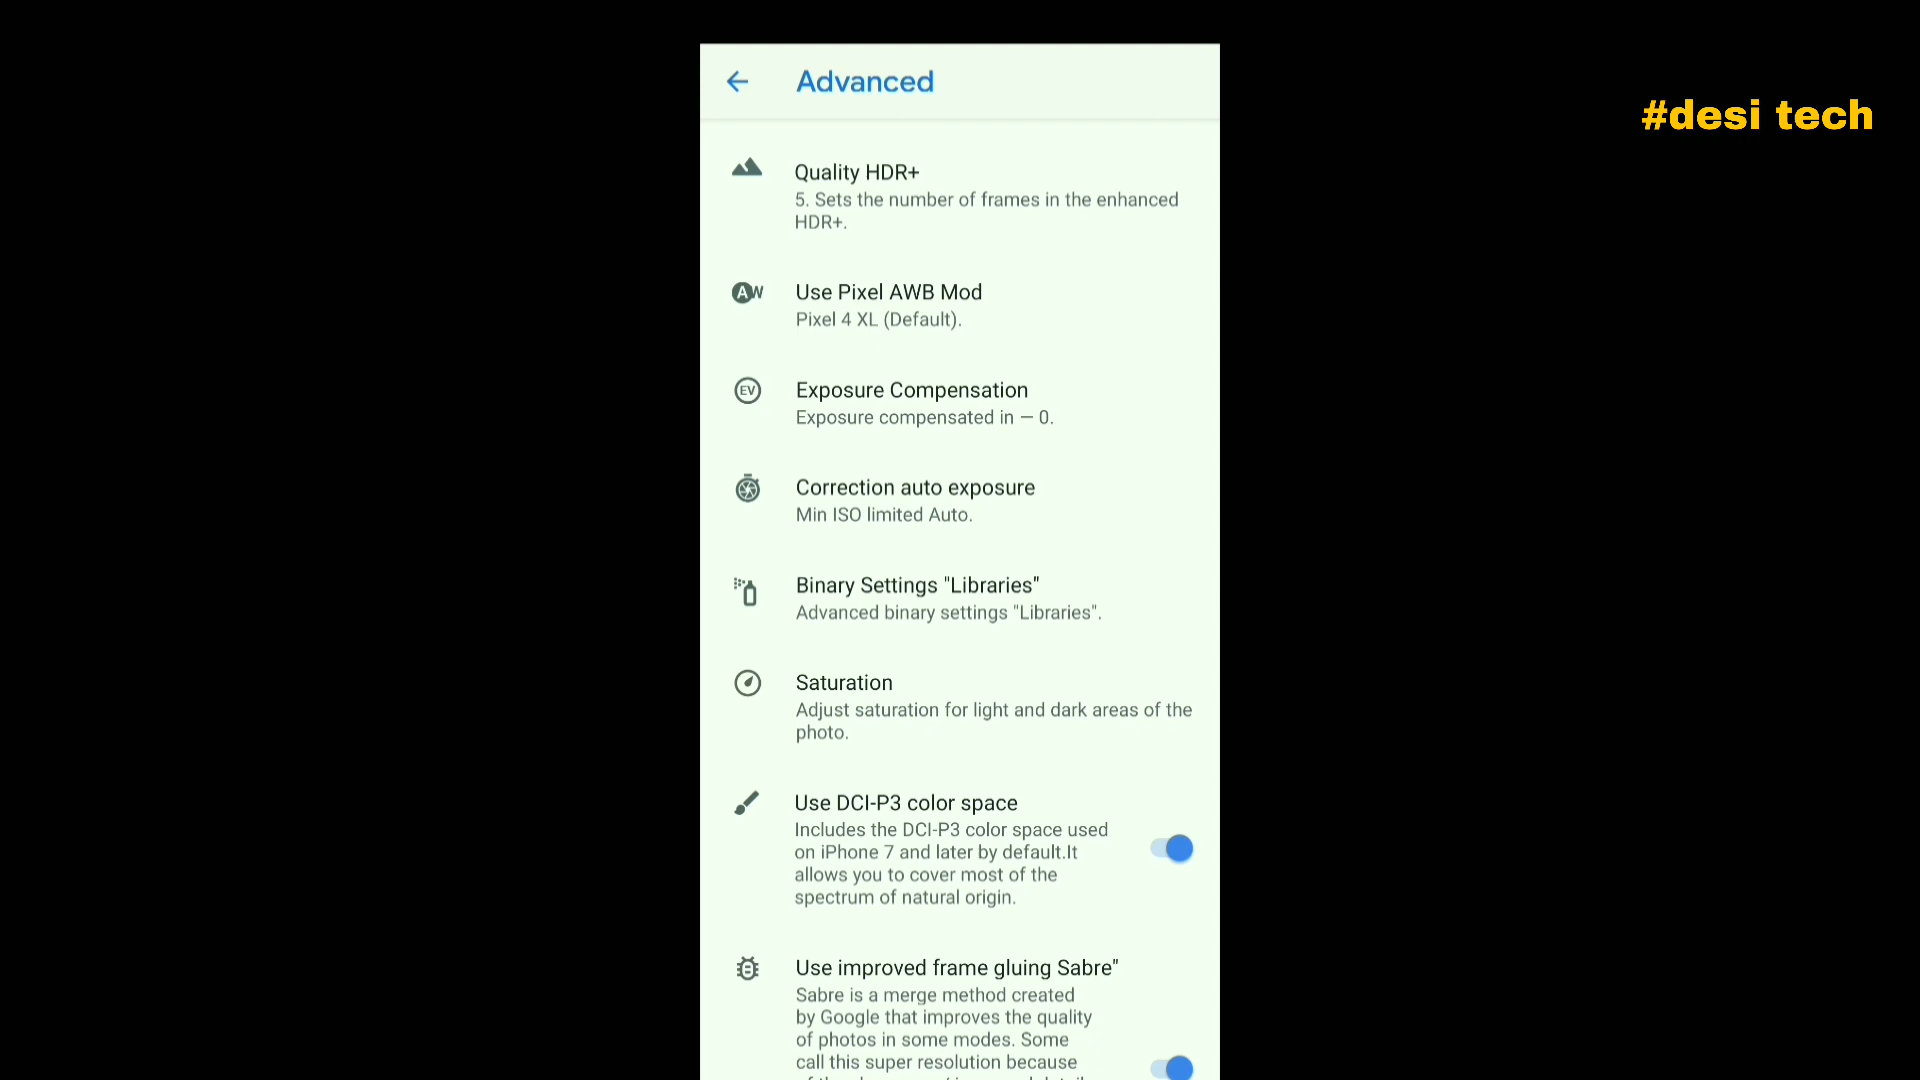 Advanced
#desi tech
Quality HDR+
5. Sets the number of frames in the enhanced
HDR+.
AW
Use Pixel AWB Mod
Pixel 4 XL (Default).
EV
Exposure Compensation
Exposure compensated in — 0.
Correction auto exposure
Min ISO limited Auto.
Binary Settings "Libraries"
Advanced binary settings "Libraries".
Saturation
Adjust saturation for light and dark areas of the
photo.
Use DCI-P3 color space
Includes the DCI-P3 color space used
on iPhone 7 and later by default.It
allows you to cover most of the
spectrum of natural origin.
Use improved frame gluing Sabre"
Sabre is a merge method created
by Google that improves the quality
of photos in some modes. Some
call this super resolution because